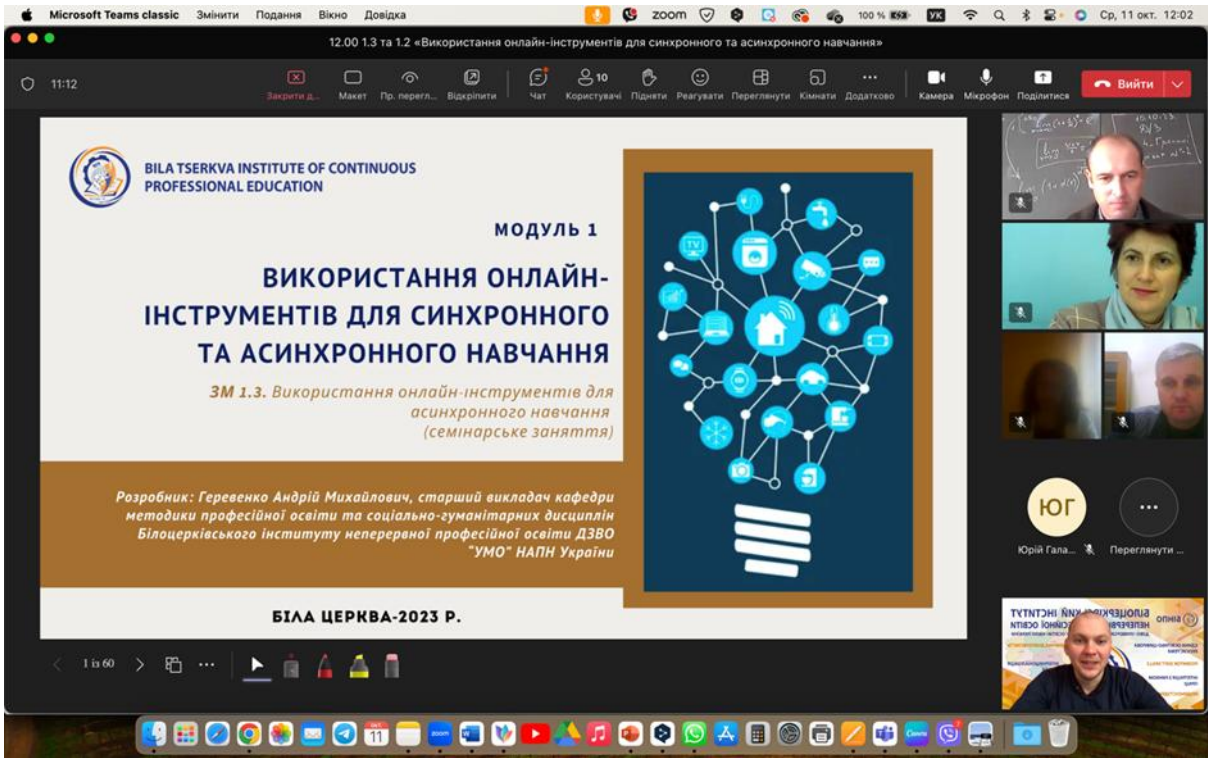 Microsoft Teams classic Змінити Подання Вікно Довідка zoom 100 % УК Ср, 11 окт. 12:02
12.00 1.3 та 1.2 «Використання онлайн-інструментів для синхронного та асинхронного навчання»
11:12
10
Закрити д... Макет Пр. перегл... Відкріпити Чат Користувачі Підняти Реагувати Переглянути Кімнати Додатково Камера Мікрофон Поділитися Вийти
BILA TSERKVA INSTITUTE OF CONTINUOUS
PROFESSIONAL EDUCATION
МОДУЛЬ 1
ВИКОРИСТАННЯ ОНЛАЙН-
ІНСТРУМЕНТІВ ДЛЯ СИНХРОННОГО
ТА АСИНХРОННОГО НАВЧАННЯ
ЗМ 1.3. Використання онлайн-інструментів для
асинхронного навчання
(семінарське заняття)
Розробник: Геревенко Андрій Михайлович, старший викладач кафедри
методики професійної освіти та соціально-гуманітарних дисциплін
Білоцерківського інституту неперервної професійної освіти ДЗВО
"УМО" НАПН України
БІЛА ЦЕРКВА-2023 Р.
TV
ЮГ
Юрій Гала... Переглянути ...
1 із 60
11
zoom